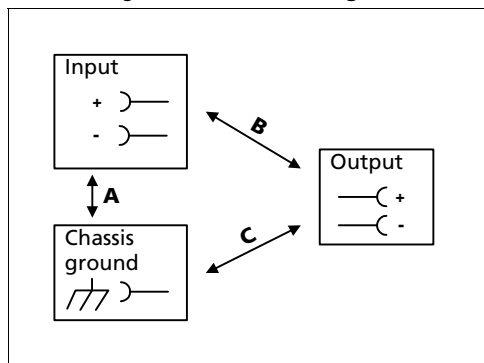 Input
+
-
B
Output
+
-
A
Chassis
ground
C